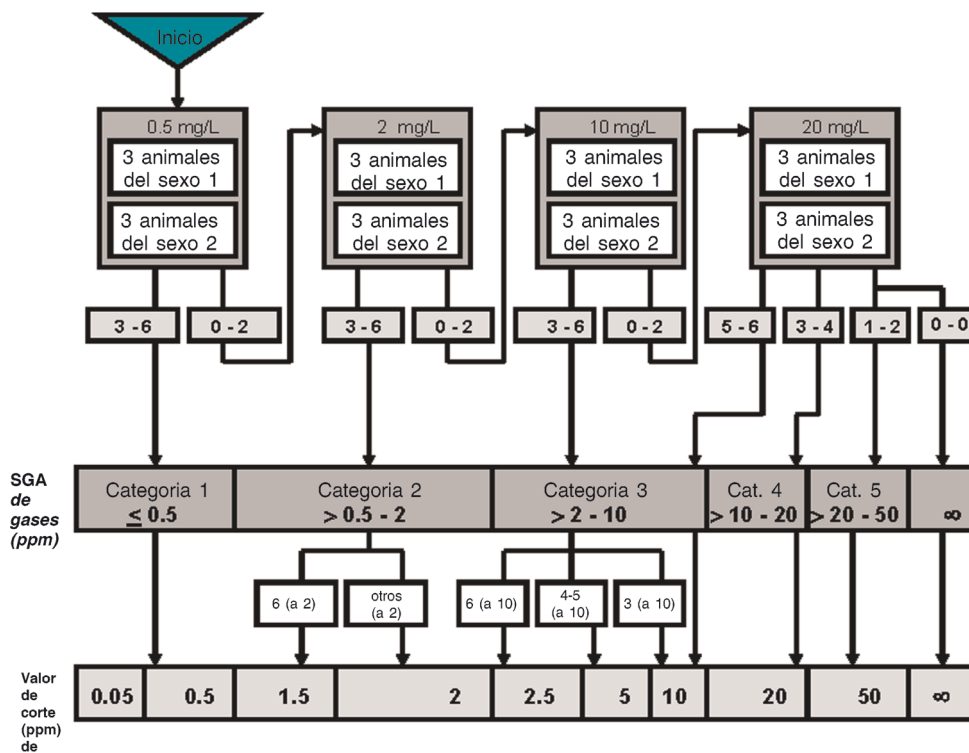 Inicio
0.5 mg/L
3 animales
del sexo 1
3 animales
del sexo 2
2 mg/L
3 animales
del sexo 1
3 animales
del sexo 2
10 mg/L
3 animales
del sexo 1
3 animales
del sexo 2
20 mg/L
3 animales
del sexo 1
3 animales
del sexo 2
3 - 6
0 - 2
3 - 6
0 - 2
3 - 6
0 - 2
5 - 6
3 - 4
1 - 2
0 - 0
SGA
de
gases
(ppm)
Categoria 1
≤ 0.5
Categoria 2
> 0.5 - 2
Categoria 3
> 2 - 10
Cat. 4
> 10 - 20
Cat. 5
> 20 - 50
∞
6 (a 2)
otros
(a 2)
6 (a 10)
4-5
(a 10)
3 (a 10)
Valor
de
corte
(ppm)
de
0.05
0.5
1.5
2
2.5
5
10
20
50
∞